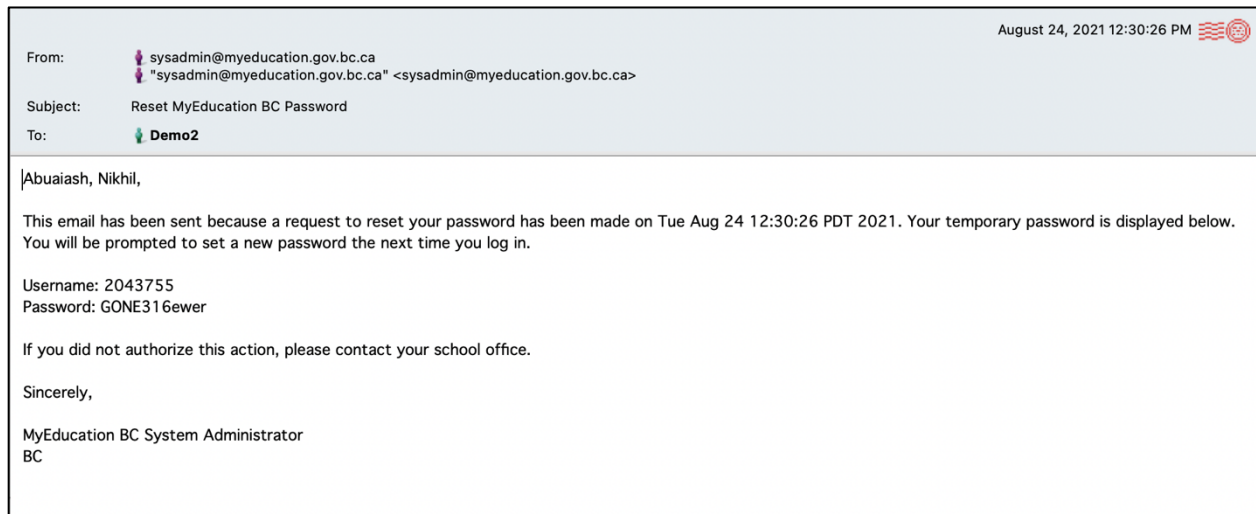 August 24, 2021 12:30:26 PM
From: sysadmin@myeducation.gov.bc.ca
"sysadmin@myeducation.gov.bc.ca" <sysadmin@myeducation.gov.bc.ca>
Subject: Reset MyEducation BC Password
To: Demo2
Abuaiash, Nikhil,
This email has been sent because a request to reset your password has been made on Tue Aug 24 12:30:26 PDT 2021. Your temporary password is displayed below.
You will be prompted to set a new password the next time you log in.
Username: 2043755
Password: GONE316ewer
If you did not authorize this action, please contact your school office.
Sincerely,
MyEducation BC System Administrator
BC